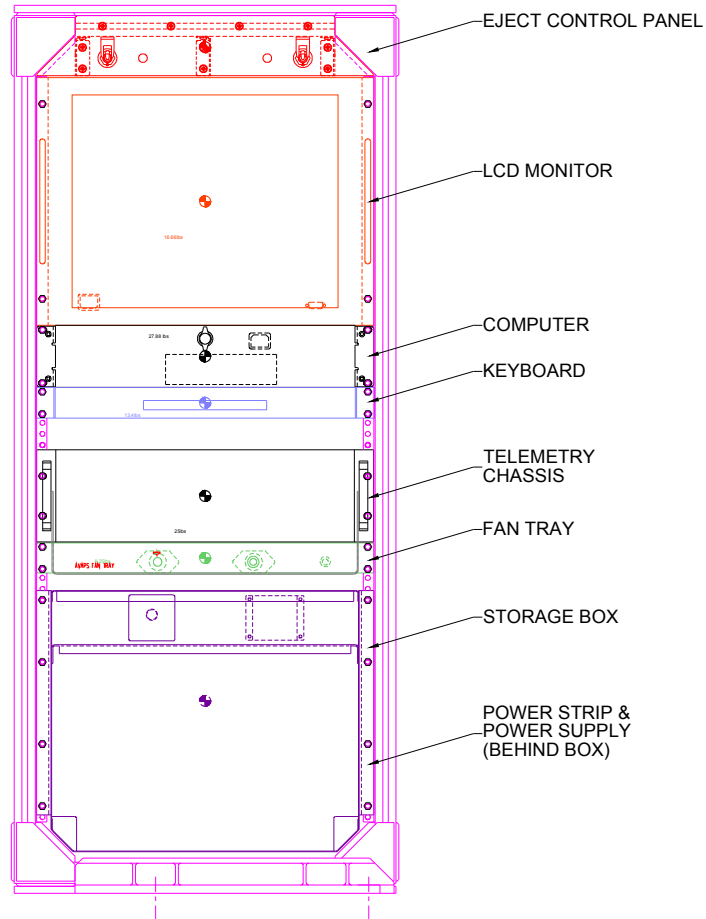 EJECT CONTROL PANEL
LCD MONITOR
27.88 lbs
COMPUTER
KEYBOARD
TELEMETRY
CHASSIS
25lbs
FAN TRAY
AVAPS FAN TRAY
STORAGE BOX
POWER STRIP &
POWER SUPPLY
(BEHIND BOX)